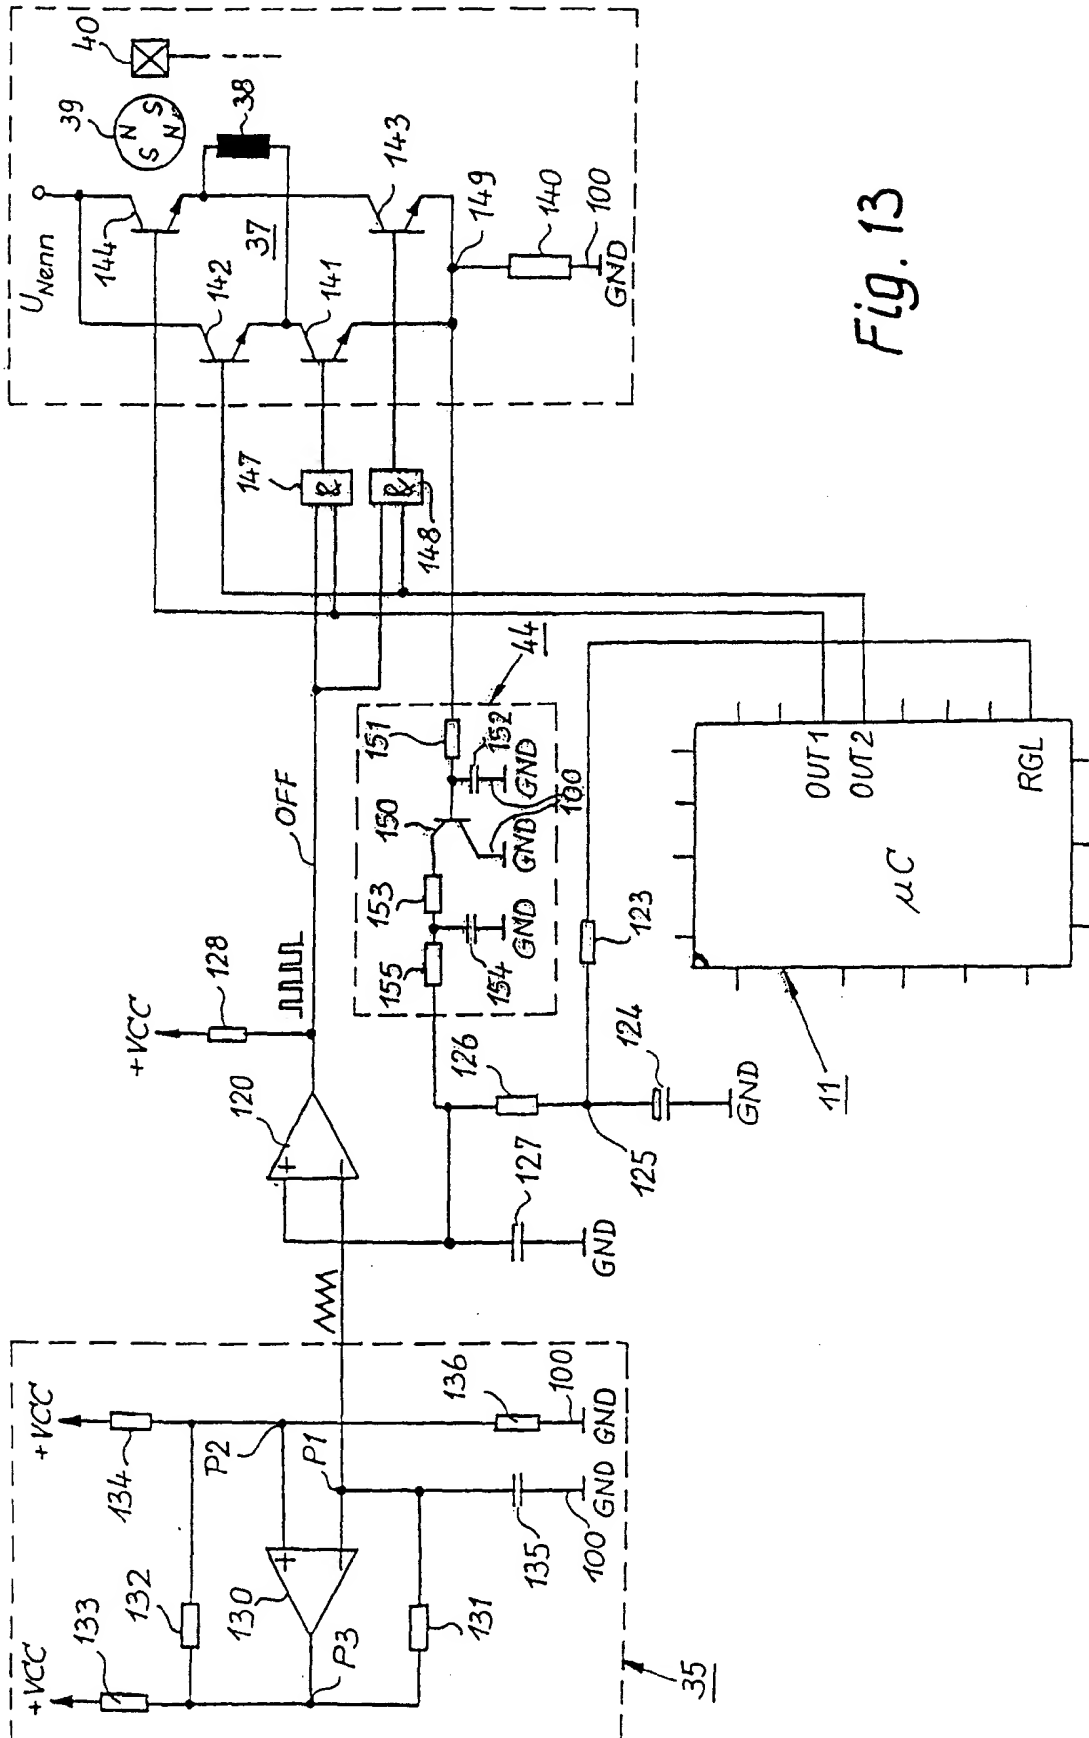 40
39
38
U_Nenn
144
142
37
141
143
149
140
100
GND
147
&
&
148
Fig. 13
OFF
44
151
152
GND
100
150
GND
153
154
GND
155
+VCC
128
120
+
−
126
127
GND
125
124
GND
123
OUT1
OUT2
RGL
µC
11
+VCC
134
+VCC
133
132
130
+
−
P2
P1
P3
131
135
136
100
GND
100
GND
35
N
S
N
S